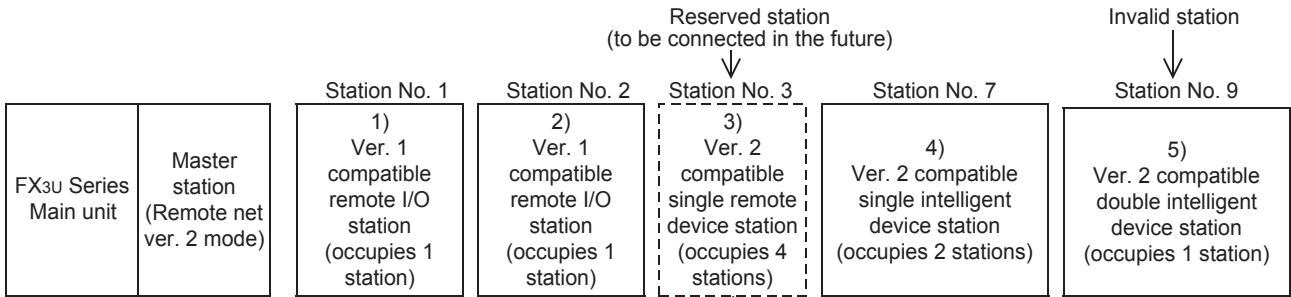 Reserved station
(to be connected in the future)
Invalid station
Station No. 1
Station No. 2
Station No. 3
Station No. 7
Station No. 9
FX3U Series
Main unit
Master
station
(Remote net
ver. 2 mode)
1)
Ver. 1
compatible
remote I/O
station
(occupies 1
station)
2)
Ver. 1
compatible
remote I/O
station
(occupies 1
station)
3)
Ver. 2
compatible
single remote
device station
(occupies 4
stations)
4)
Ver. 2 compatible
single intelligent
device station
(occupies 2 stations)
5)
Ver. 2 compatible
double intelligent
device station
(occupies 1 station)